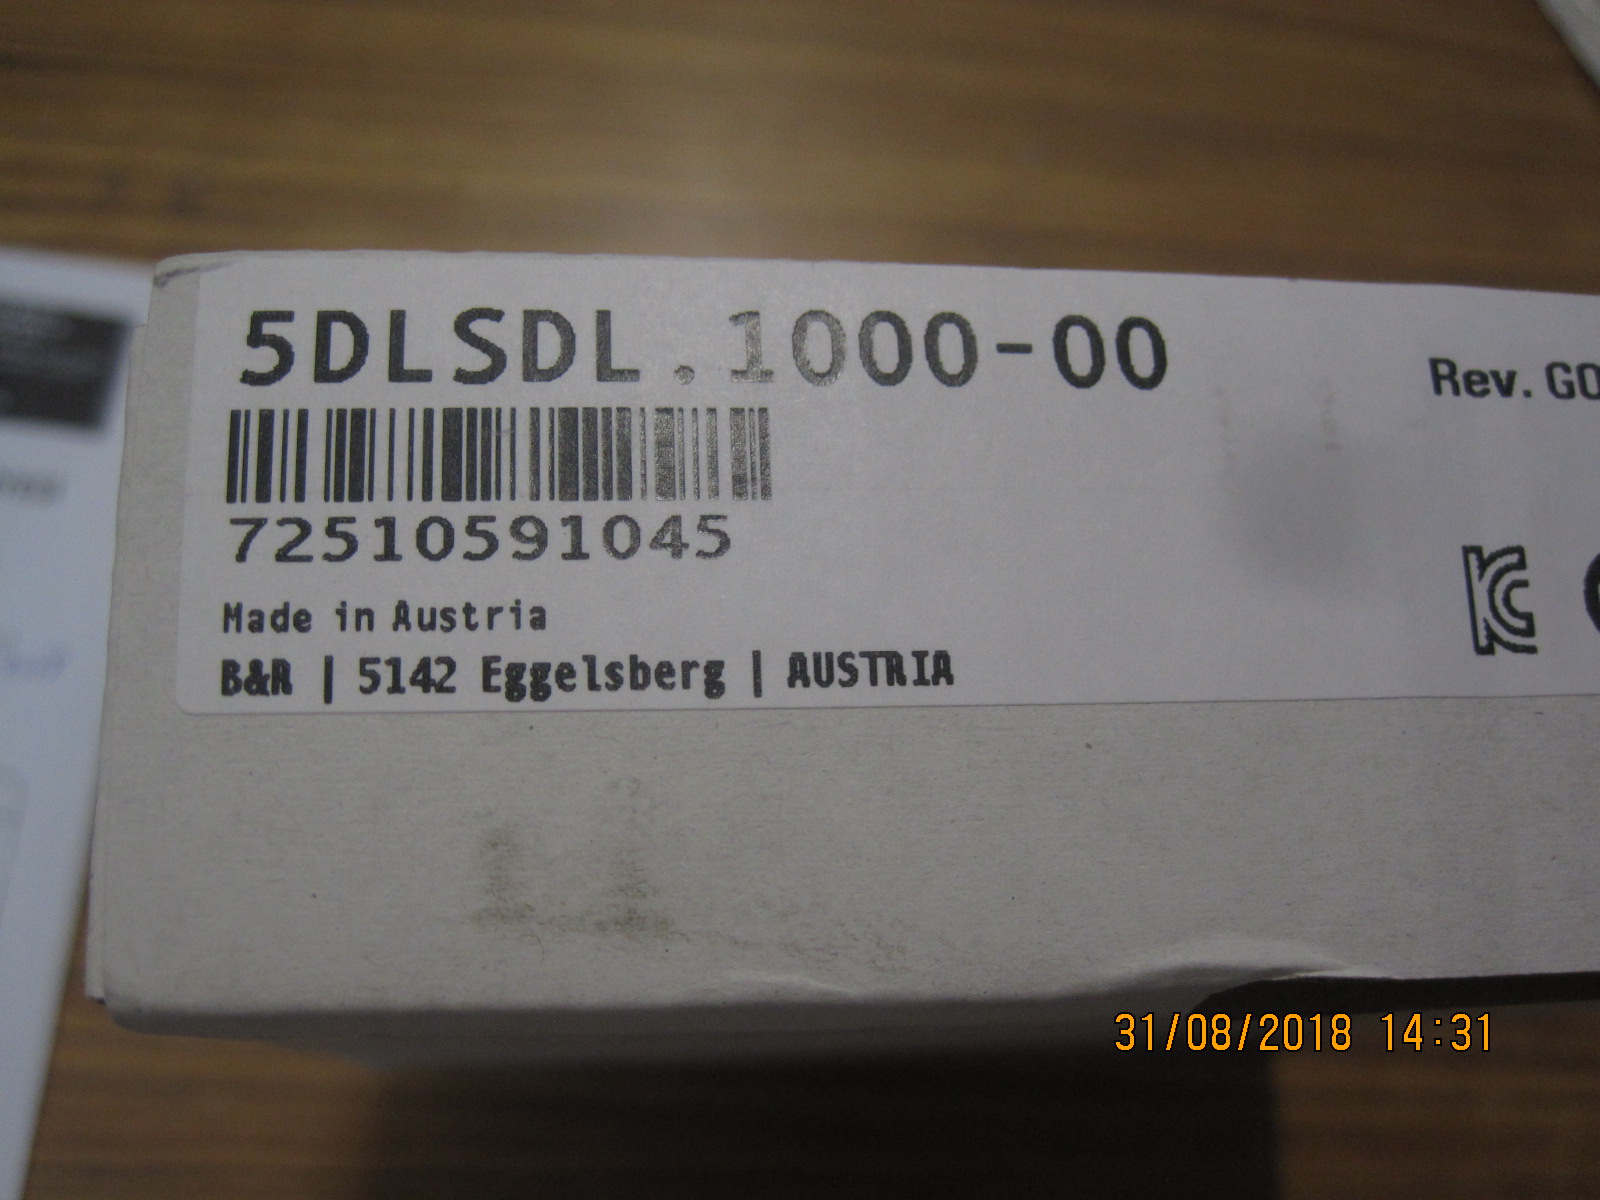 5DLSDL.1000-00
Rev. G0
72510591045
Made in Austria
B&R | 5142 Eggelsberg | AUSTRIA
31/08/2018 14:31